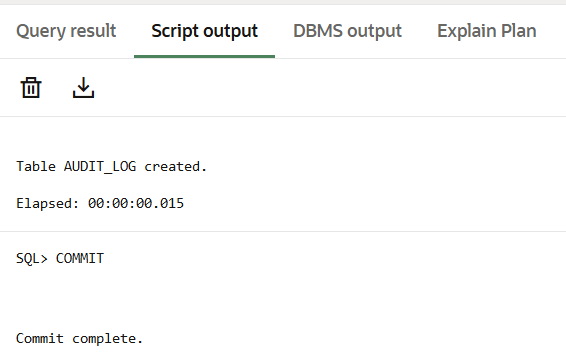 Query result Script output DBMS output Explain Plan
Table AUDIT_LOG created.
Elapsed: 00:00:00.015
SQL> COMMIT
Commit complete.